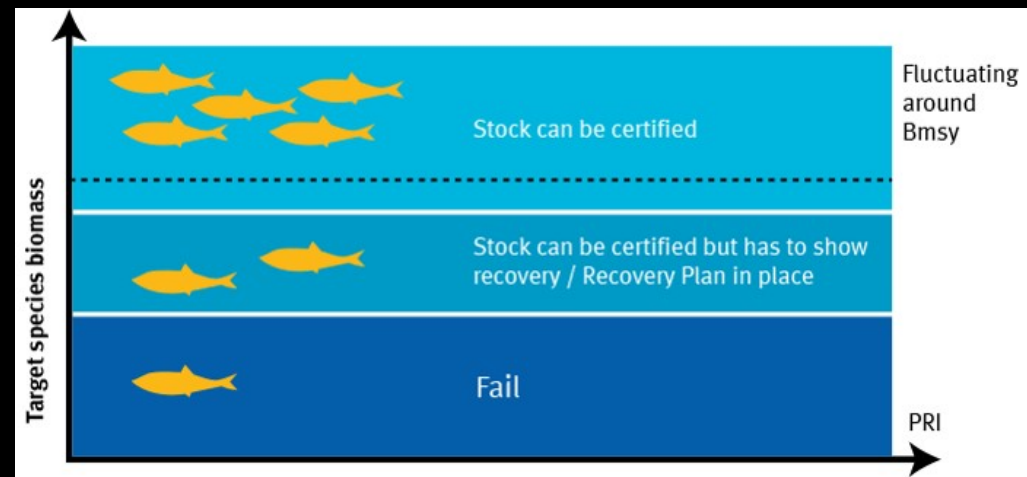 Fluctuating
around
Bmsy
Stock can be certified
Target species biomass
Stock can be certified but has to show
recovery / Recovery Plan in place
Fail
PRI